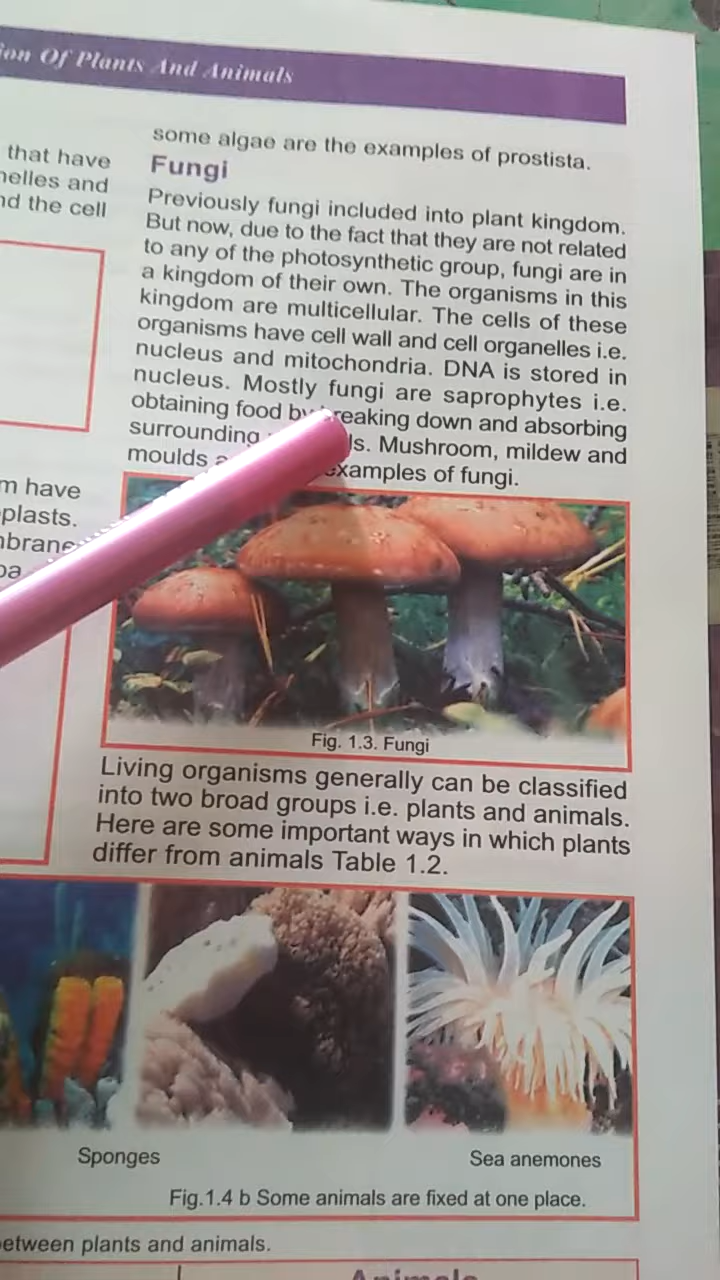 ion Of Plants And Animals
that have
nelles and
nd the cell
m have
plasts.
some algae are the examples of prostista.
Fungi
Previously fungi included into plant kingdom.
But now, due to the fact that they are not related
to any of the photosynthetic group, fungi are in
a kingdom of their own. The organisms in this
kingdom are multicellular. The cells of these
organisms have cell wall and cell organelles i.e.
nucleus and mitochondria. DNA is stored in
nucleus. Mostly fungi are saprophytes i.e.
obtaining food by breaking down and absorbing
surrounding ls. Mushroom, mildew and
moulds examples of fungi.
Fig. 1.3. Fungi
Living organisms generally can be classified
into two broad groups i.e. plants and animals.
Here are some important ways in which plants
differ from animals Table 1.2.
Sponges
Sea anemones
Fig.1.4 b Some animals are fixed at one place.
etween plants and animals.
Animals